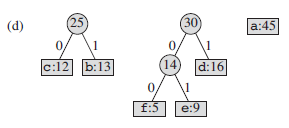 (d) 25 30 a:45
0 1 0 1
c:12 b:13 14 d:16
0 1
f:5 e:9